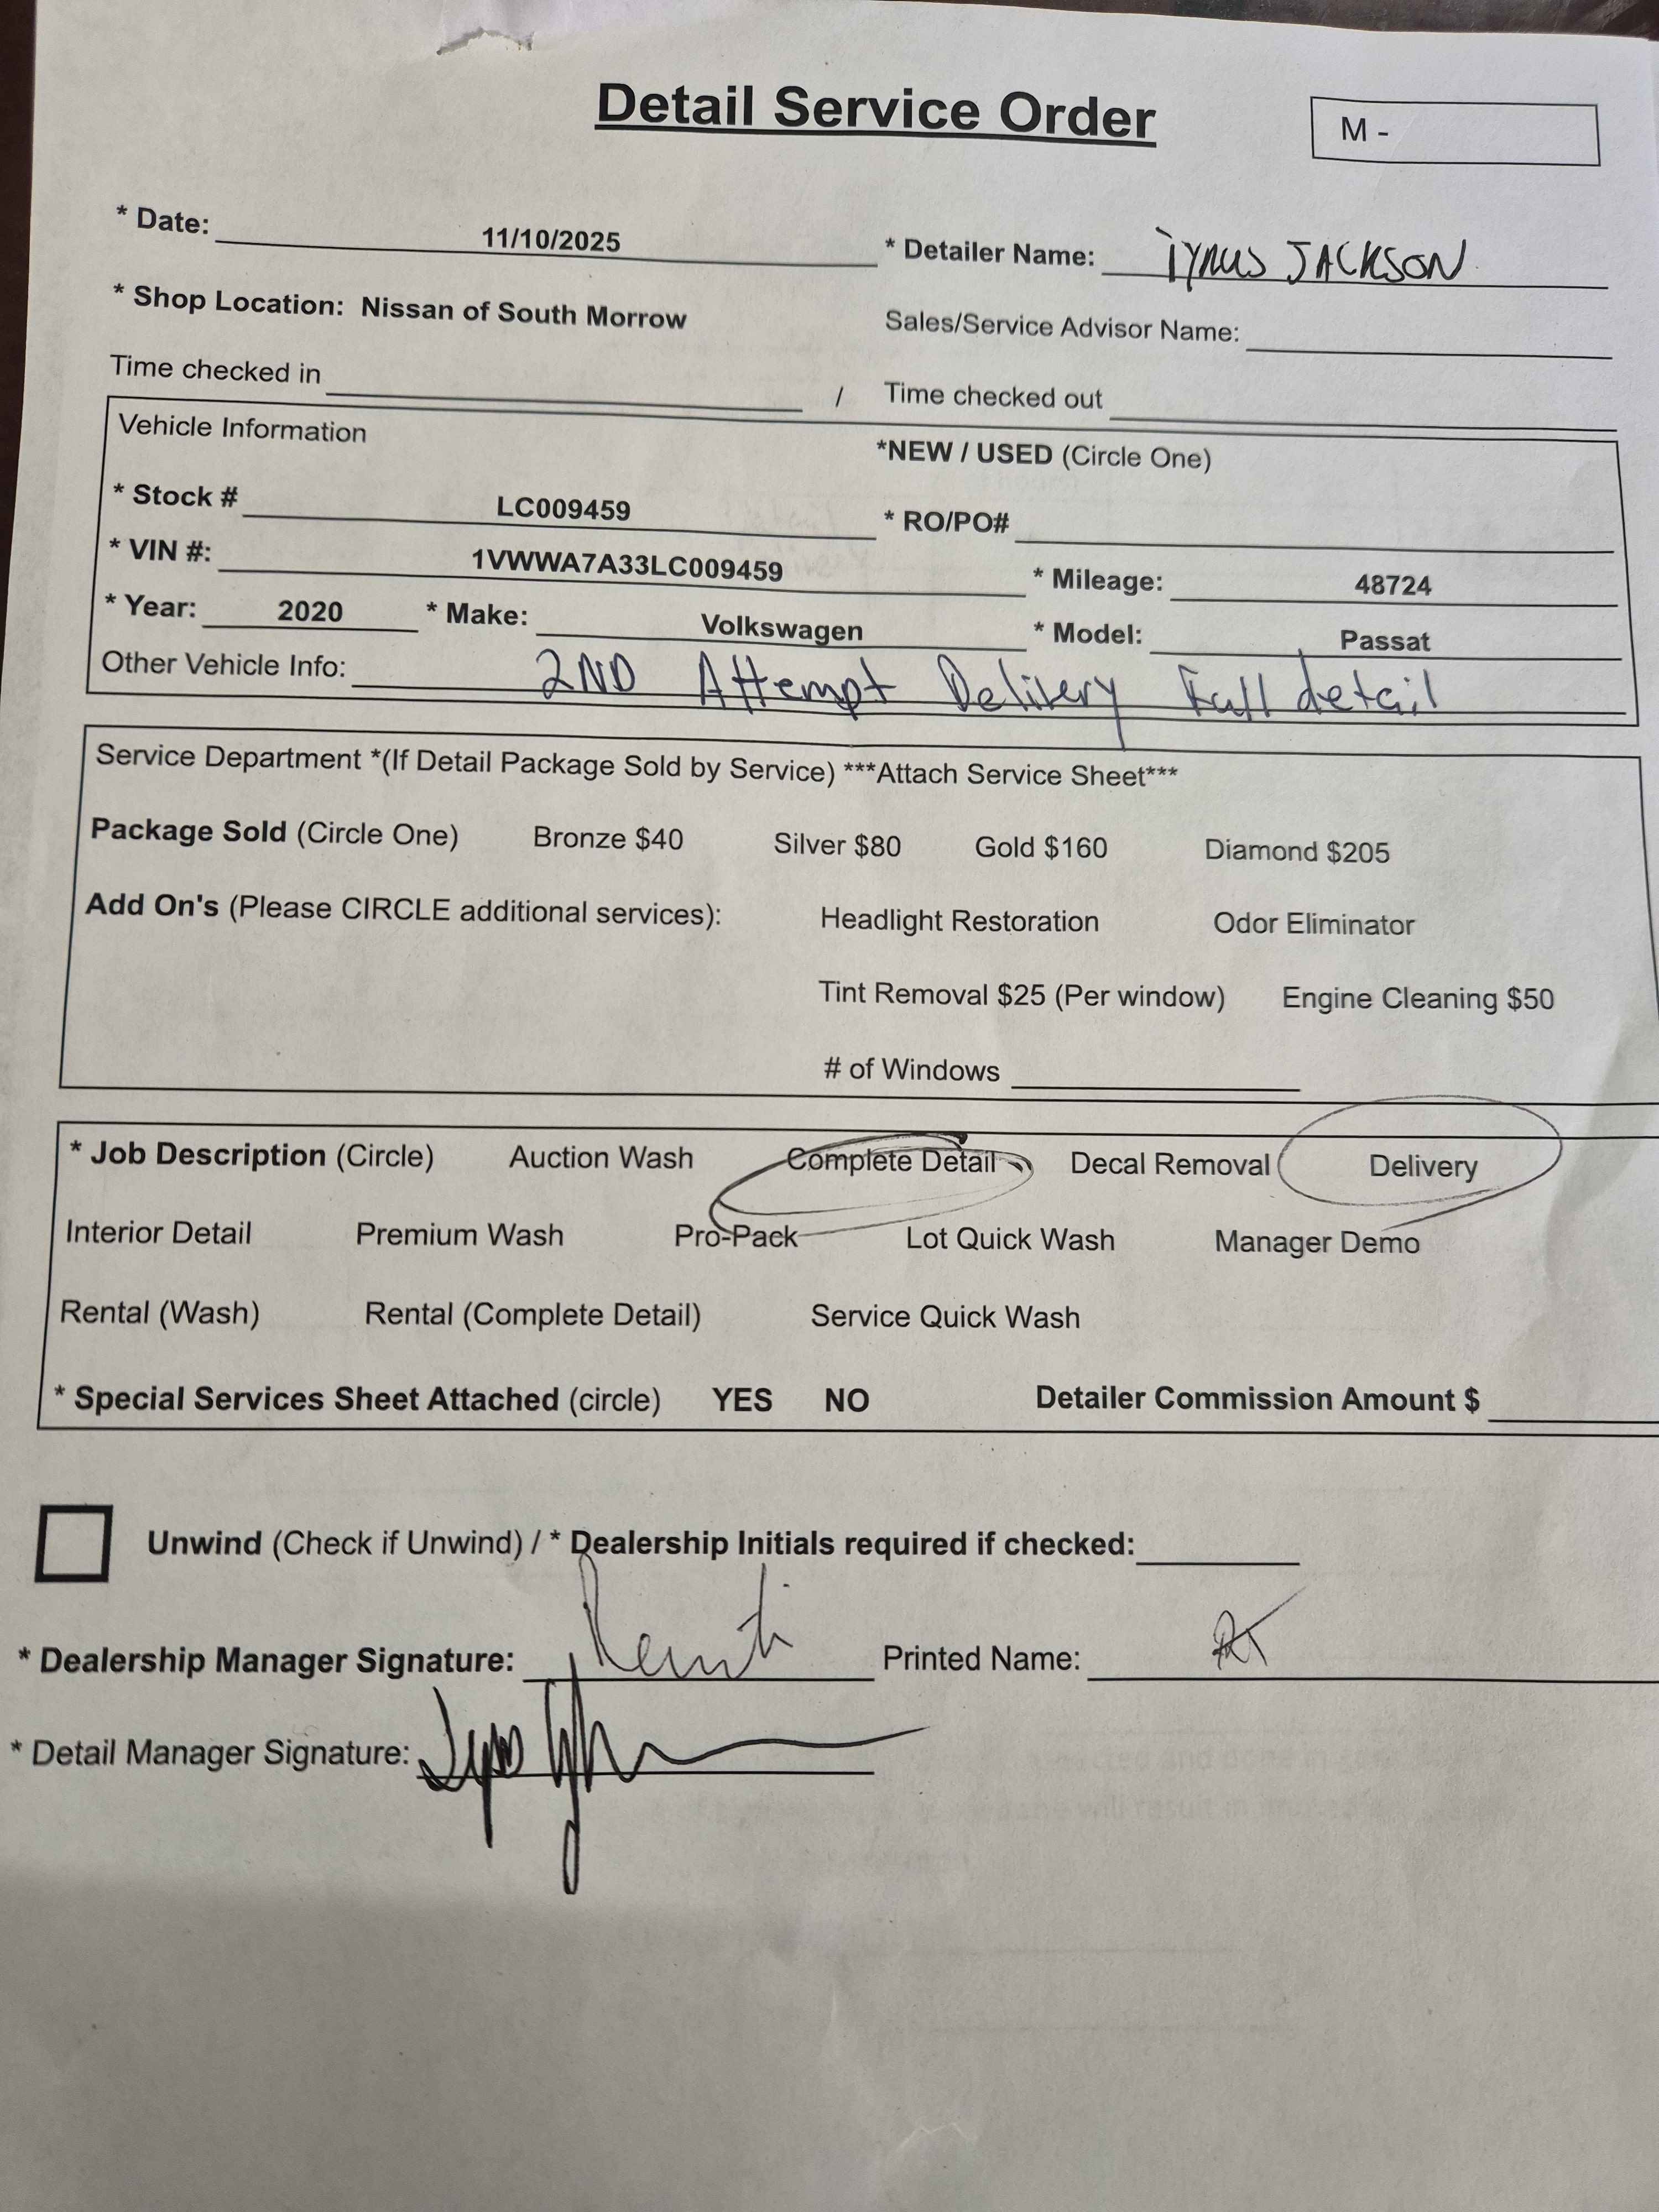 Detail Service Order
M -
* Date: 11/10/2025 * Detailer Name: TYRUS JACKSON
* Shop Location: Nissan of South Morrow Sales/Service Advisor Name:
Time checked in / Time checked out
Vehicle Information *NEW / USED (Circle One)
* Stock # LC009459 * RO/PO#
* VIN #: 1VWWA7A33LC009459 * Mileage: 48724
* Year: 2020 * Make: Volkswagen * Model: Passat
Other Vehicle Info: 2ND Attempt Delivery Full detail
Service Department *(If Detail Package Sold by Service) ***Attach Service Sheet***
Package Sold (Circle One) Bronze $40 Silver $80 Gold $160 Diamond $205
Add On's (Please CIRCLE additional services): Headlight Restoration Odor Eliminator
Tint Removal $25 (Per window) Engine Cleaning $50
# of Windows
* Job Description (Circle) Auction Wash Complete Detail Decal Removal Delivery
Interior Detail Premium Wash Pro-Pack Lot Quick Wash Manager Demo
Rental (Wash) Rental (Complete Detail) Service Quick Wash
* Special Services Sheet Attached (circle) YES NO Detailer Commission Amount $
Unwind (Check if Unwind) / * Dealership Initials required if checked:
* Dealership Manager Signature: Printed Name:
* Detail Manager Signature: